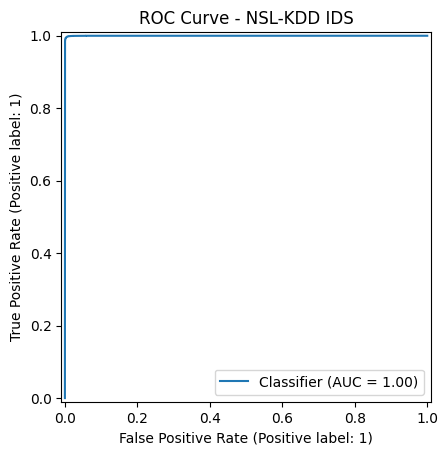 ROC Curve - NSL-KDD IDS
True Positive Rate (Positive label: 1)
1.0
0.8
0.6
0.4
0.2
0.0
Classifier (AUC = 1.00)
0.0 0.2 0.4 0.6 0.8 1.0
False Positive Rate (Positive label: 1)